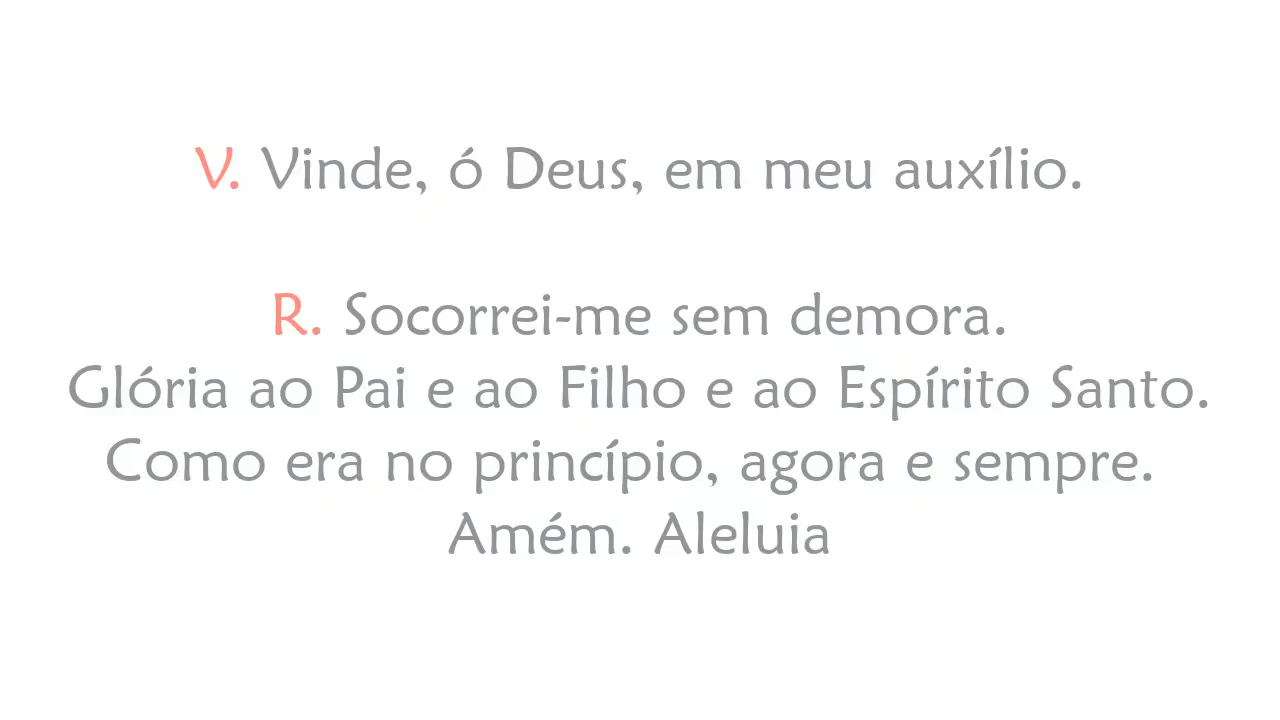 V. Vinde, ó Deus, em meu auxílio.
R. Socorrei-me sem demora.
Glória ao Pai e ao Filho e ao Espírito Santo.
Como era no princípio, agora e sempre.
Amém. Aleluia